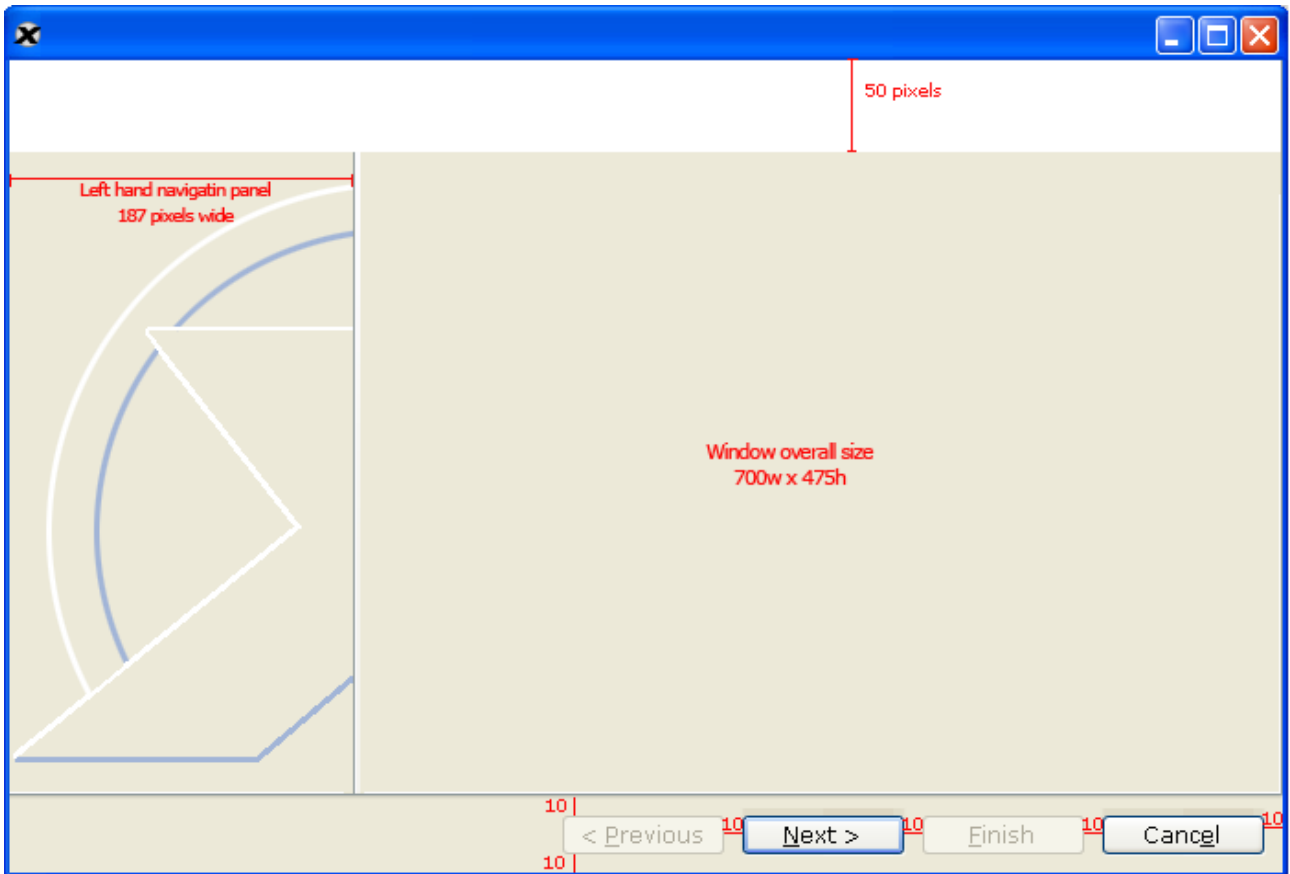 50 pixels
Left hand navigatin panel
187 pixels wide
Window overall size
700w x 475h
10
< Previous 10 Next > 10 Finish 10 Cancel 10
10